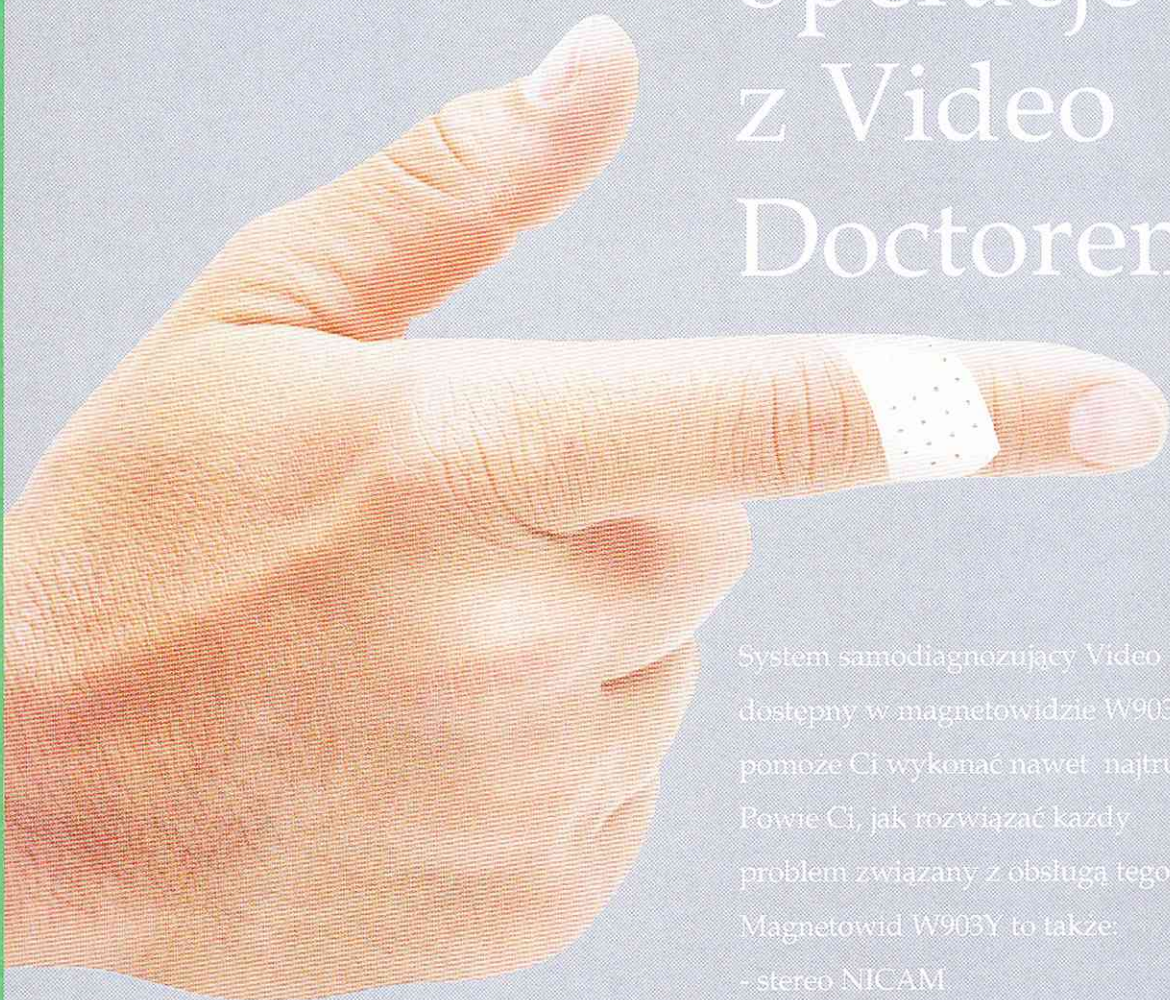 operacje
z Video
Doctorem
System samodiagnozujący Video
dostępny w magnetowidzie W903
pomoże Ci wykonać nawet najtru
Powie Ci, jak rozwiązać każdy
problem związany z obsługą tego
Magnetowid W903Y to także:
- stereo NICAM